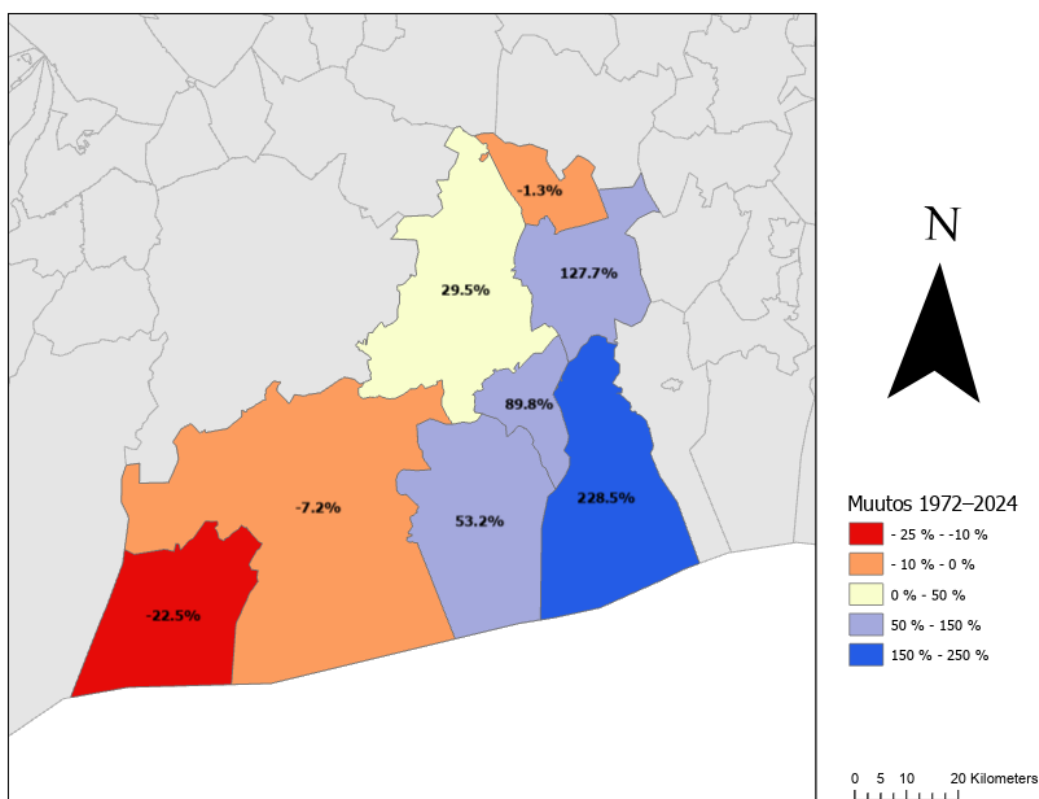 -1.3%
127.7%
29.5%
89.8%
-7.2%
53.2%
228.5%
-22.5%
N
Muutos 1972–2024
- 25 % - -10 %
- 10 % - 0 %
0 % - 50 %
50 % - 150 %
150 % - 250 %
0 5 10 20 Kilometers